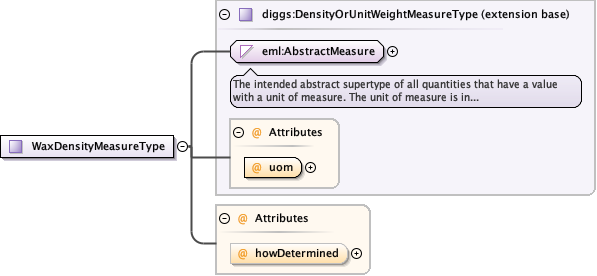 diggs:DensityOrUnitWeightMeasureType (extension base)
eml:AbstractMeasure
The intended abstract supertype of all quantities that have a value
with a unit of measure. The unit of measure is in...
@ Attributes
@ uom
WaxDensityMeasureType
@ Attributes
@ howDetermined